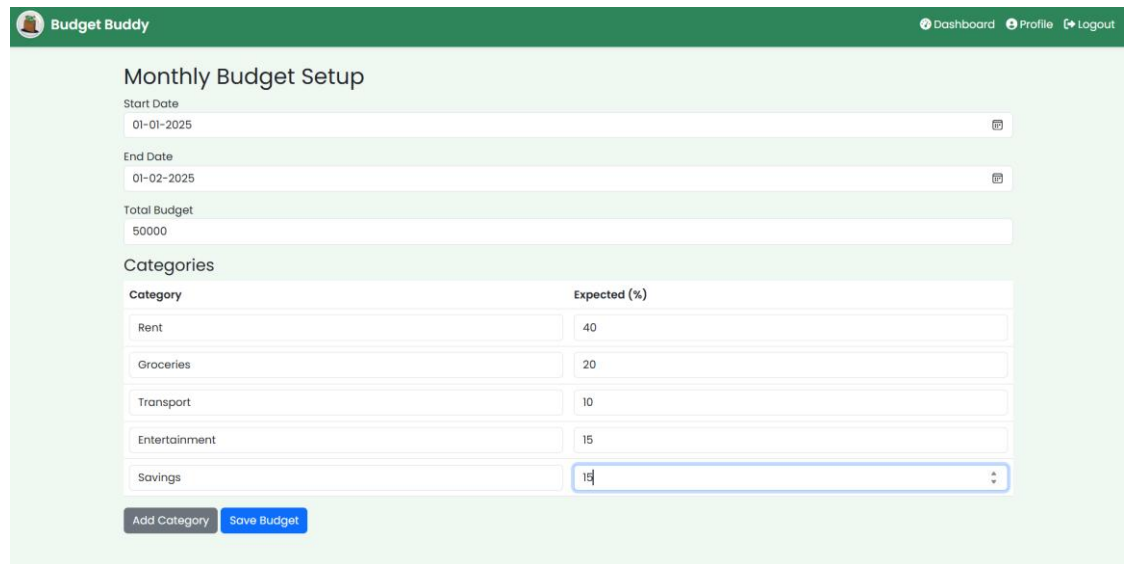 Budget Buddy Dashboard Profile Logout
Monthly Budget Setup
Start Date
01-01-2025
End Date
01-02-2025
Total Budget
50000
Categories
Category Expected (%)
Rent 40
Groceries 20
Transport 10
Entertainment 15
Savings 15
Add Category Save Budget